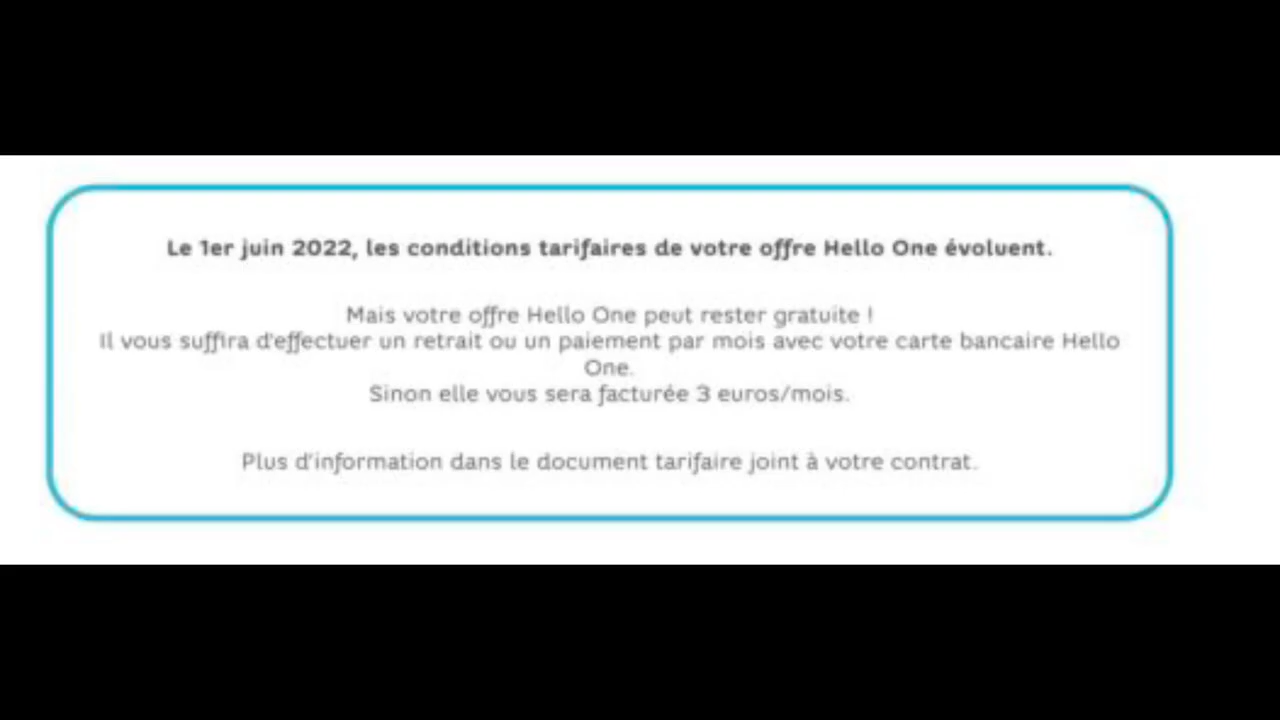 Le 1er juin 2022, les conditions tarifaires de votre offre Hello One évoluent.
Mais votre offre Hello One peut rester gratuite !
Il vous suffira d'effectuer un retrait ou un paiement par mois avec votre carte bancaire Hello
One.
Sinon elle vous sera facturée 3 euros/mois.
Plus d'information dans le document tarifaire joint à votre contrat.